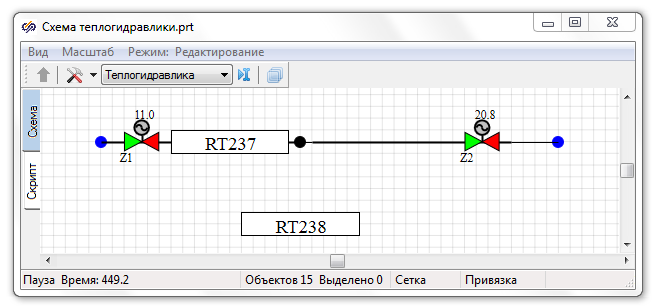 Схема теплогидравлики.prt
Вид Масштаб Режим: Редактирование
Теплогидравлика
Схема
Скрипт
11.0 20.8
RT237
Z1 Z2
RT238
Пауза Время: 449.2 Объектов 15 Выделено 0 Сетка Привязка